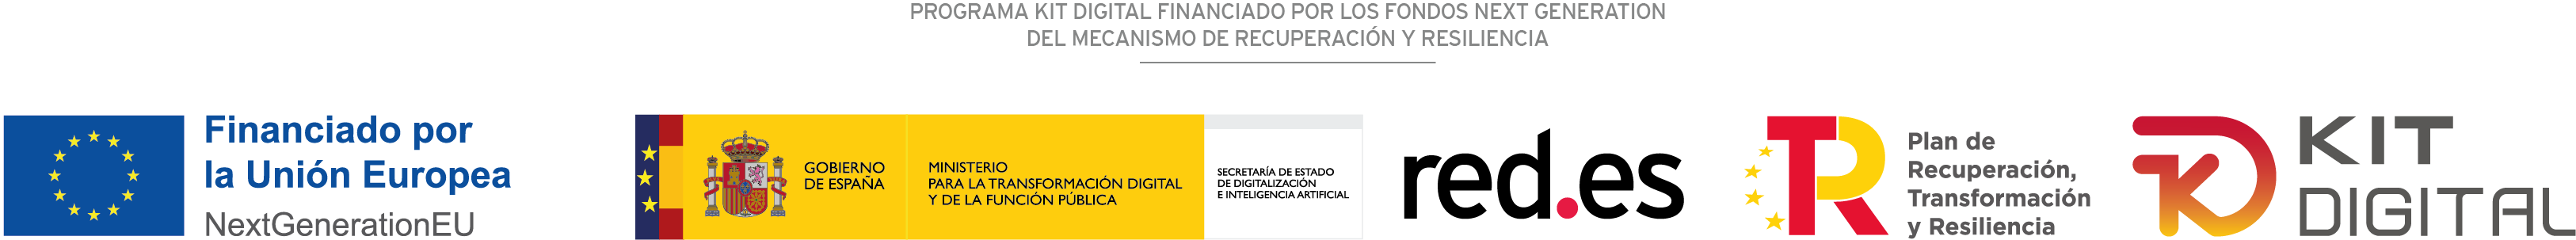 PROGRAMA KIT DIGITAL FINANCIADO POR LOS FONDOS NEXT GENERATION
DEL MECANISMO DE RECUPERACIÓN Y RESILIENCIA
Financiado por
la Unión Europea
NextGenerationEU
GOBIERNO
DE ESPAÑA
MINISTERIO
PARA LA TRANSFORMACIÓN DIGITAL
Y DE LA FUNCIÓN PÚBLICA
SECRETARÍA DE ESTADO
DE DIGITALIZACIÓN
E INTELIGENCIA ARTIFICIAL
red.es
Plan de
Recuperación,
Transformación
y Resiliencia
KIT
DIGITAL